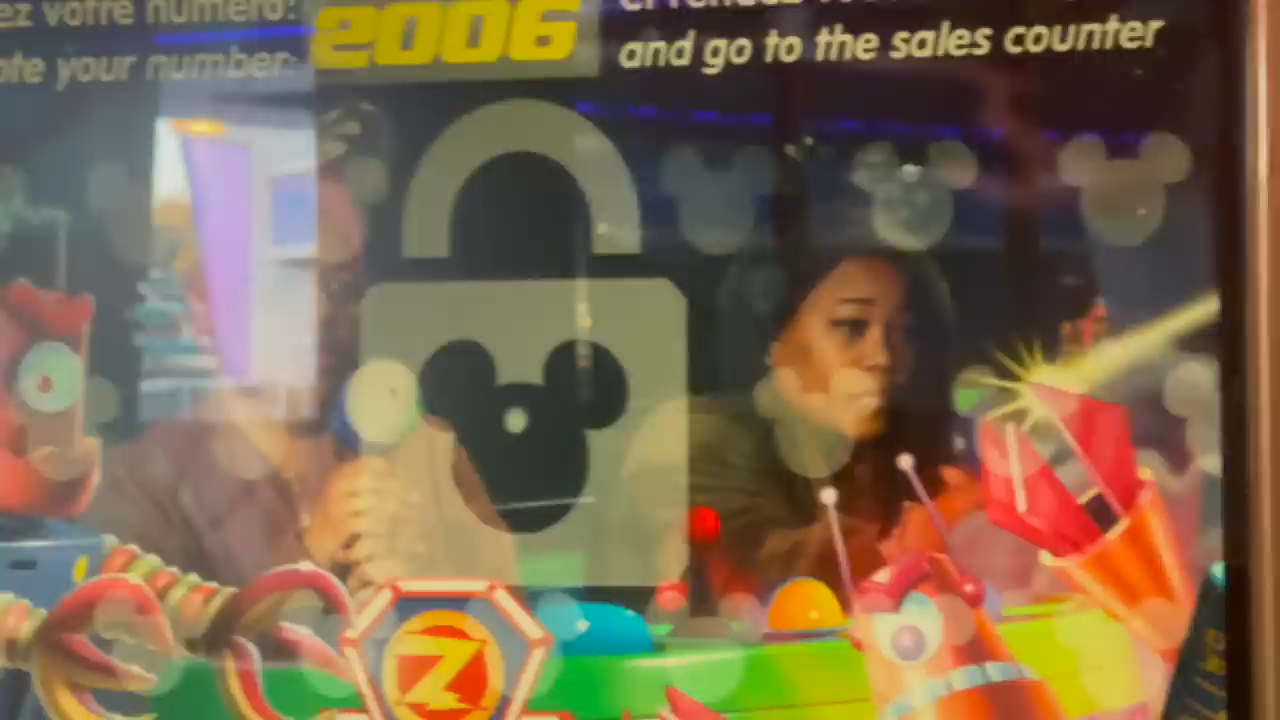 ez votre numéro:
ote your number:
2006
and go to the sales counter
Z